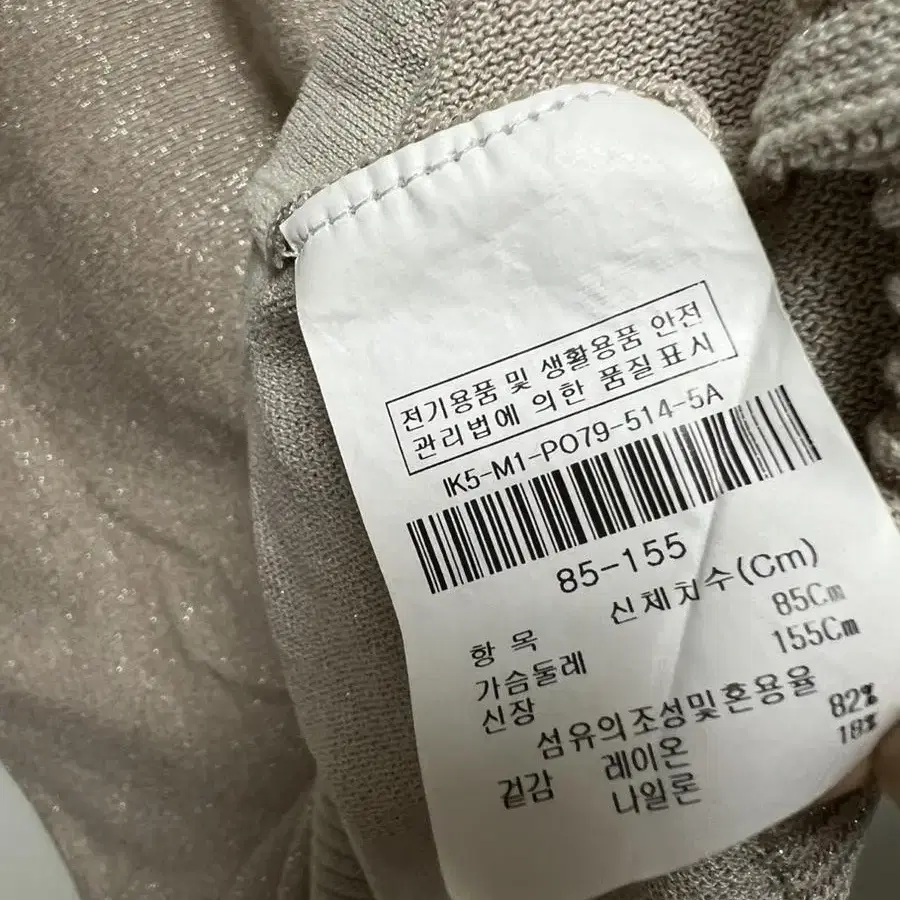 전기용품 및 생활용품 안전
관리법에 의한 품질표시
IK5-M1-PO79-514-5A
85-155
항 목 신체치수(Cm)
가슴둘레 85Cm
신장 155Cm
섬유의조성및혼용율
겉감 레이온 82%
나일론 18%